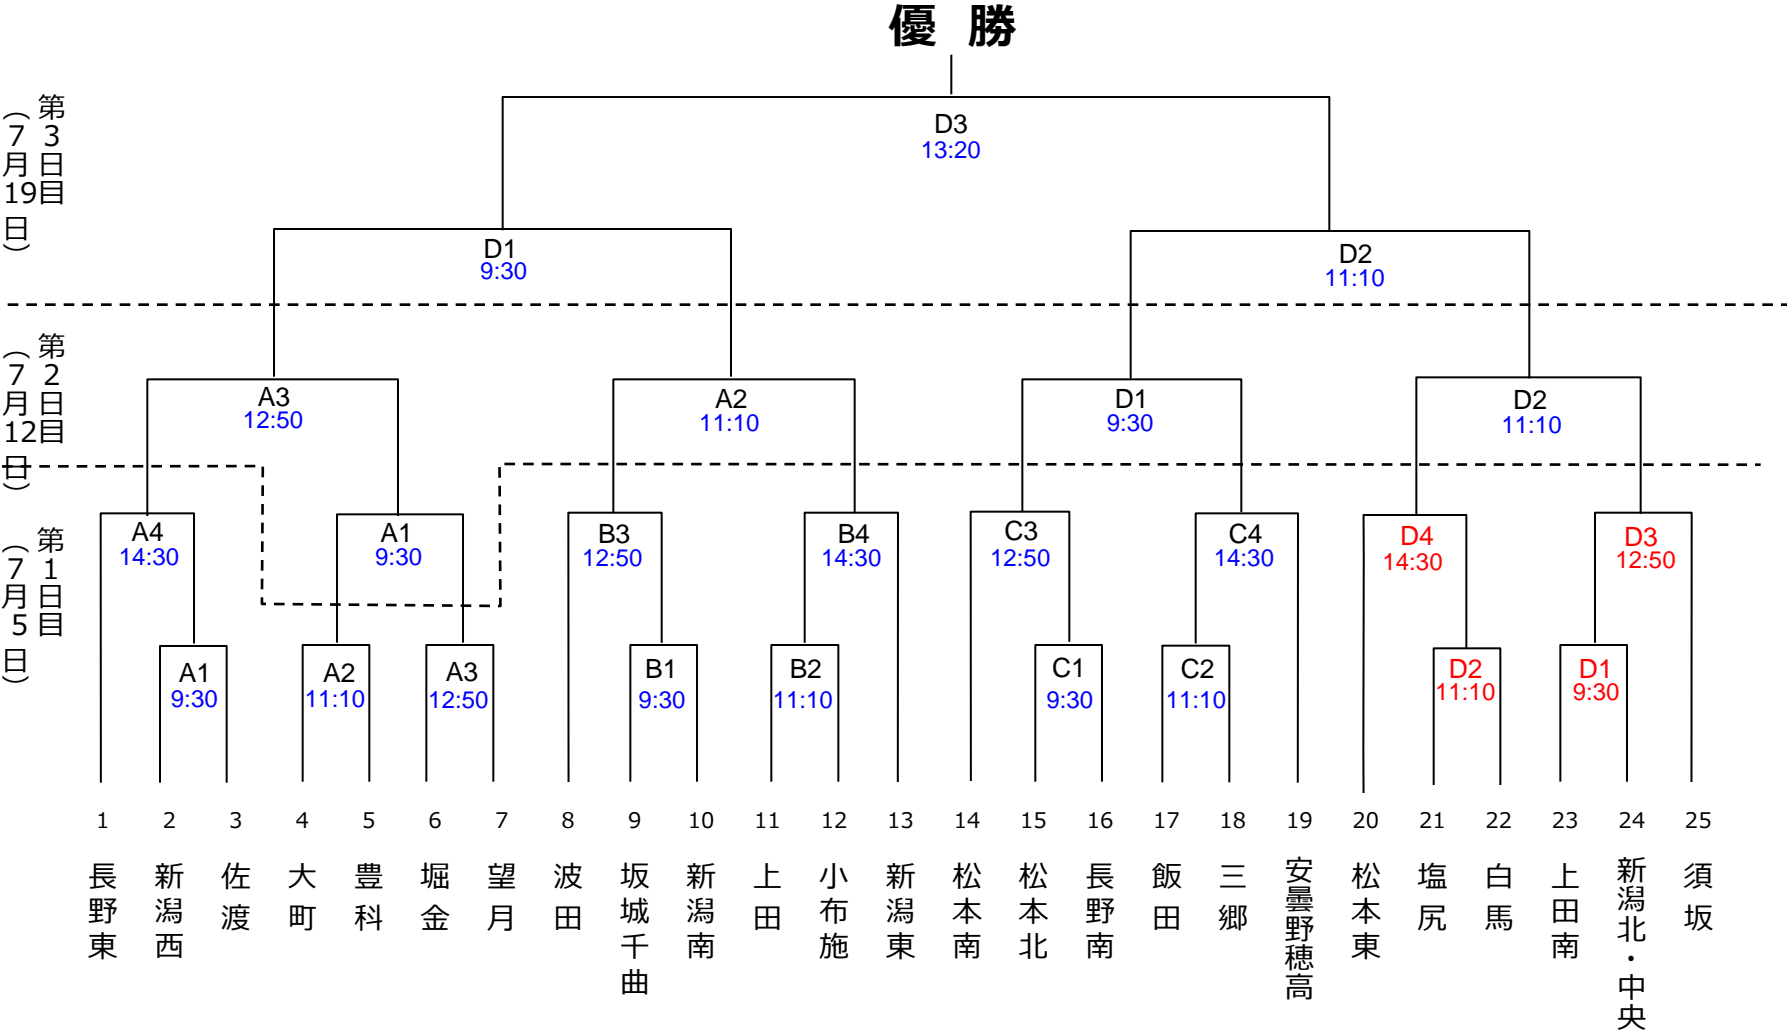 優 勝
第3日目
(7月19日)
D3
13:20
D1
9:30
D2
11:10
第2日目
(7月12日)
A3
12:50
A2
11:10
D1
9:30
D2
11:10
第1日目
(7月5日)
A4
14:30
A1
9:30
B3
12:50
B4
14:30
C3
12:50
C4
14:30
D4
14:30
D3
12:50
A1
9:30
A2
11:10
A3
12:50
B1
9:30
B2
11:10
C1
9:30
C2
11:10
D2
11:10
D1
9:30
1 2 3 4 5 6 7 8 9 10 11 12 13 14 15 16 17 18 19 20 21 22 23 24 25
長野東
新潟西
佐渡
大町
豊科
堀金
望月
波田
坂城千曲
新潟南
上田
小布施
新潟東
松本南
松本北
長野南
飯田
三郷
安曇野穂高
松本東
塩尻
白馬
上田南
新潟北・中央
須坂